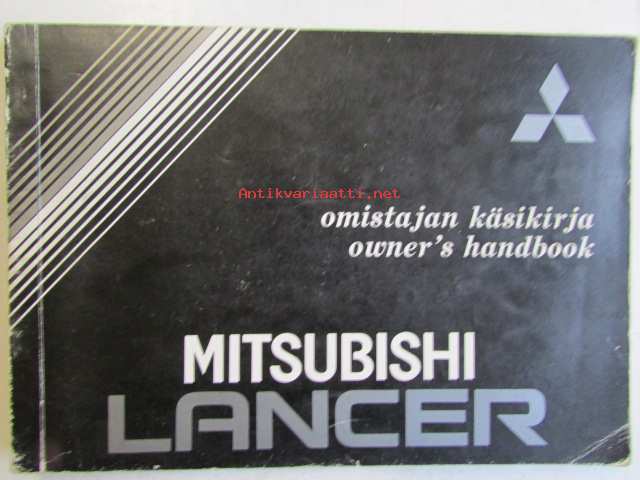 Antikvariaatti.net
omistajan käsikirja
owner's handbook
MITSUBISHI
LANCER